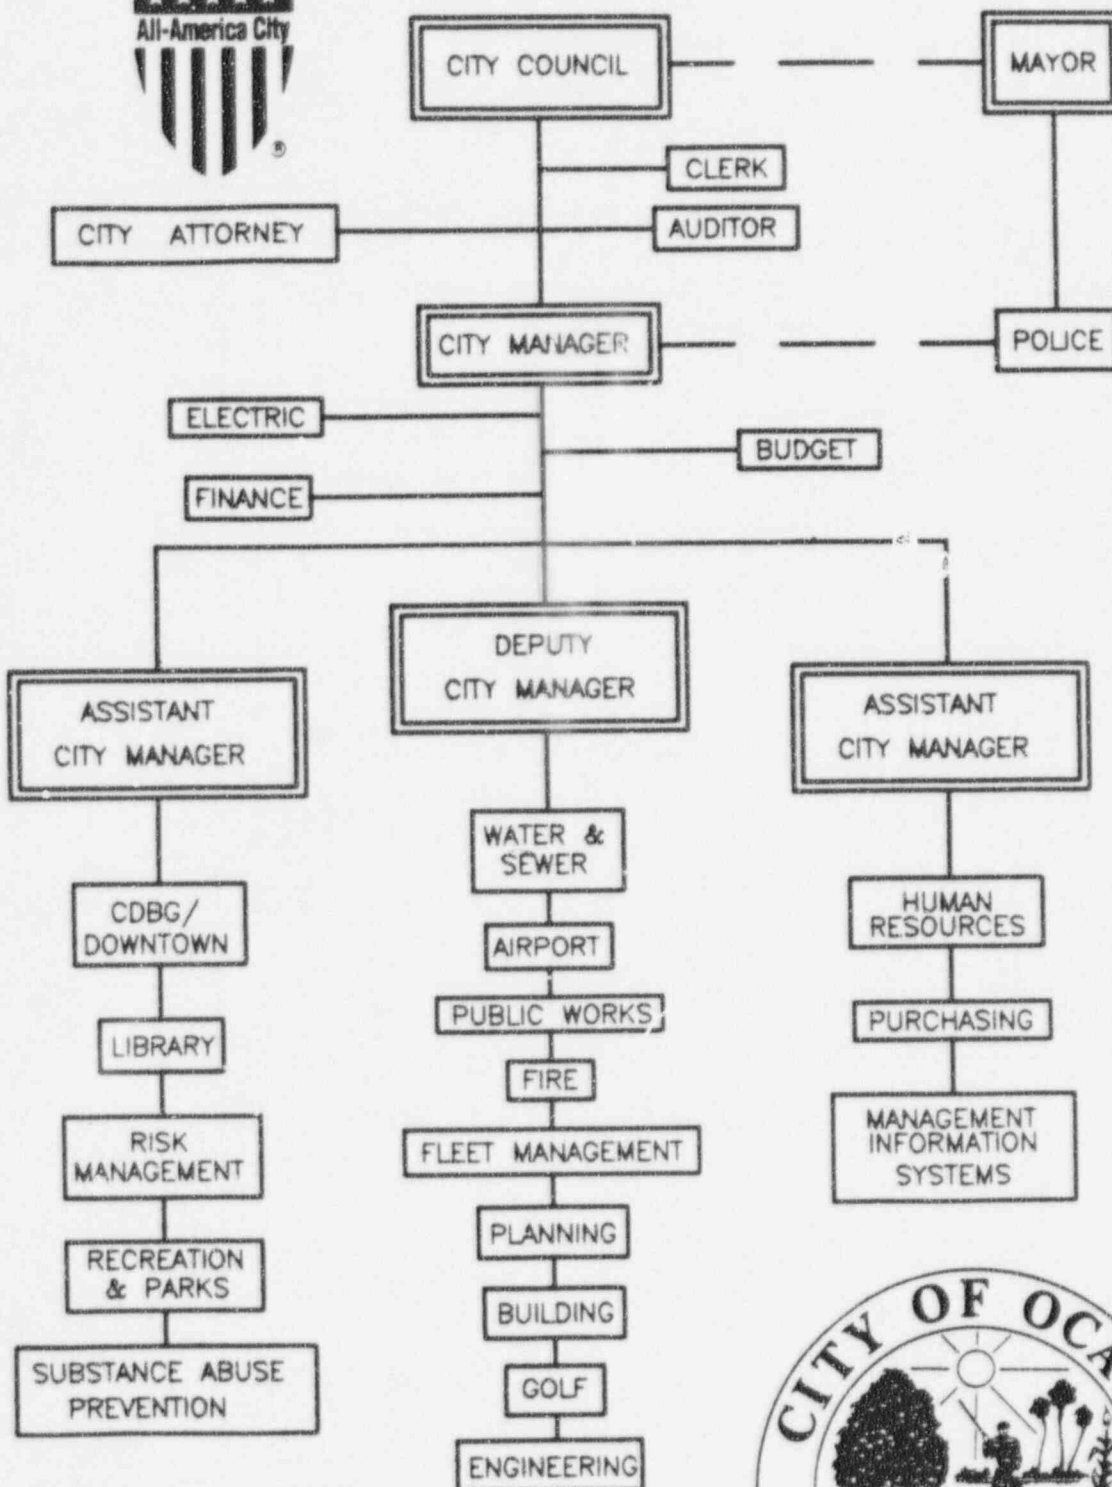 All-America City
®
CITY COUNCIL
MAYOR
CLERK
CITY ATTORNEY
AUDITOR
CITY MANAGER
POLICE
ELECTRIC
BUDGET
FINANCE
ASSISTANT
CITY MANAGER
DEPUTY
CITY MANAGER
ASSISTANT
CITY MANAGER
CDBG/
DOWNTOWN
LIBRARY
RISK
MANAGEMENT
RECREATION
& PARKS
SUBSTANCE ABUSE
PREVENTION
WATER &
SEWER
AIRPORT
PUBLIC WORKS
FIRE
FLEET MANAGEMENT
PLANNING
BUILDING
GOLF
ENGINEERING
HUMAN
RESOURCES
PURCHASING
MANAGEMENT
INFORMATION
SYSTEMS
CITY OF OCA